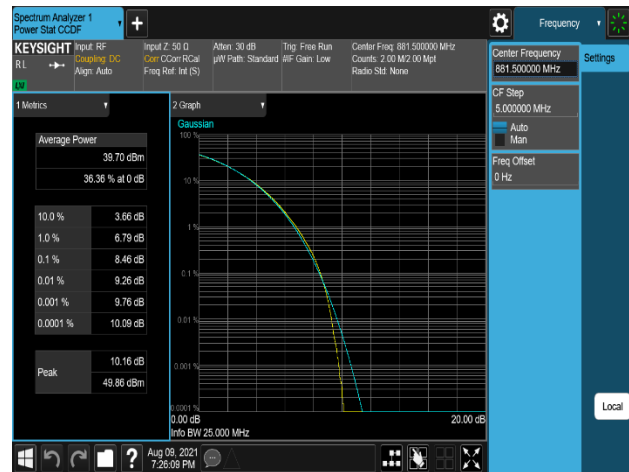 Spectrum Analyzer 1
Power Stat CCDF
Frequency
KEYSIGHT
RL
LXI
Input: RF
Coupling: DC
Align: Auto
Input Z: 50 Ω
Corr CCorr RCal
Freq Ref: Int (S)
Atten: 30 dB
µW Path: Standard
Trig: Free Run
#IF Gain: Low
Center Freq: 881.500000 MHz
Counts: 2.00 M/2.00 Mpt
Radio Std: None
Center Frequency
881.500000 MHz
Settings
CF Step
5.000000 MHz
Auto
Man
Freq Offset
0 Hz
1 Metrics
Average Power
39.70 dBm
36.36 % at 0 dB
10.0 % 3.66 dB
1.0 % 6.79 dB
0.1 % 8.46 dB
0.01 % 9.26 dB
0.001 % 9.76 dB
0.0001 % 10.09 dB
Peak
10.16 dB
49.86 dBm
2 Graph
Gaussian
100 %
10 %
1 %
0.1 %
0.01 %
0.001 %
0.0001 %
0.00 dB 20.00 dB
Info BW 25.000 MHz
Local
Aug 09, 2021
7:26:09 PM